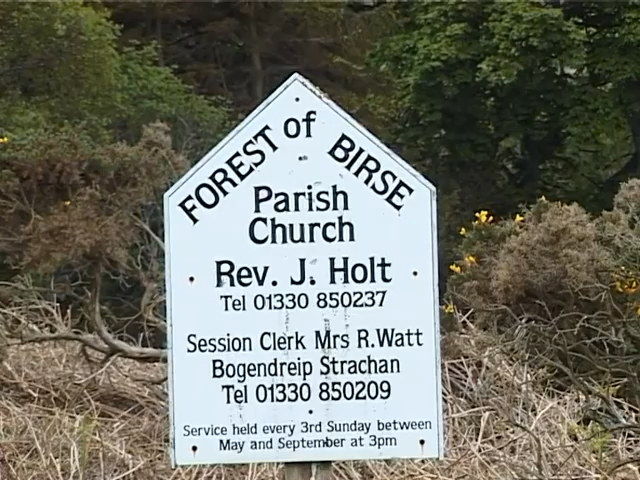 FOREST of BIRSE
Parish
Church
Rev. J. Holt
Tel 01330 850237
Session Clerk Mrs R.Watt
Bogendreip Strachan
Tel 01330 850209
Service held every 3rd Sunday between
May and September at 3pm